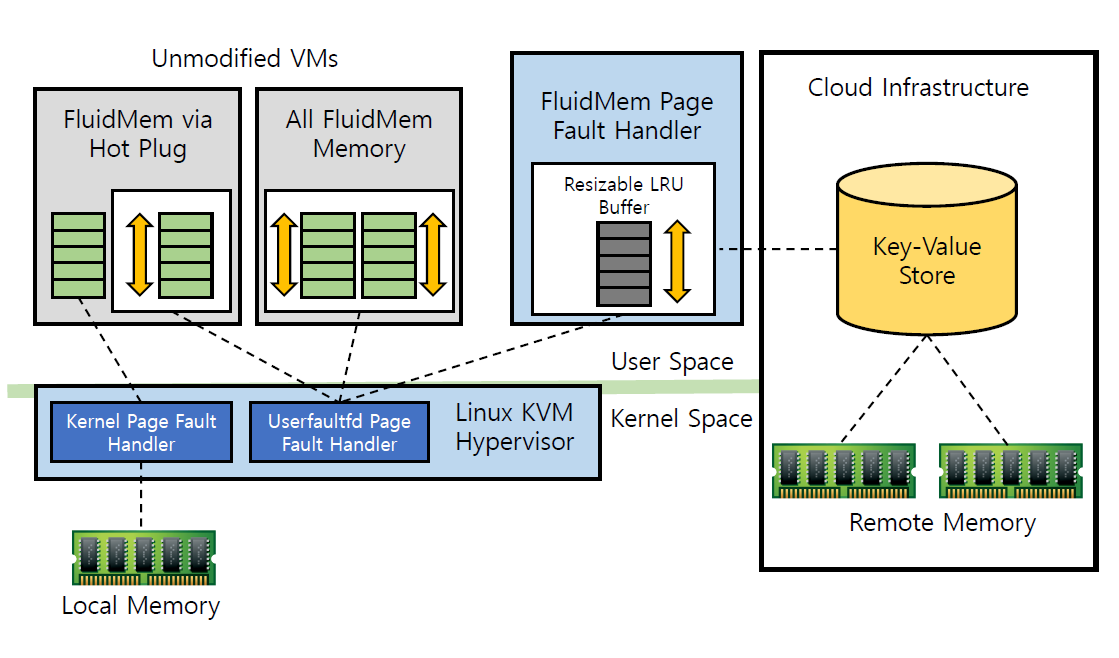 Unmodified VMs
FluidMem via
Hot Plug
All FluidMem
Memory
FluidMem Page
Fault Handler
Resizable LRU
Buffer
Cloud Infrastructure
Key-Value
Store
User Space
Kernel Space
Kernel Page Fault
Handler
Userfaultfd Page
Fault Handler
Linux KVM
Hypervisor
Remote Memory
Local Memory